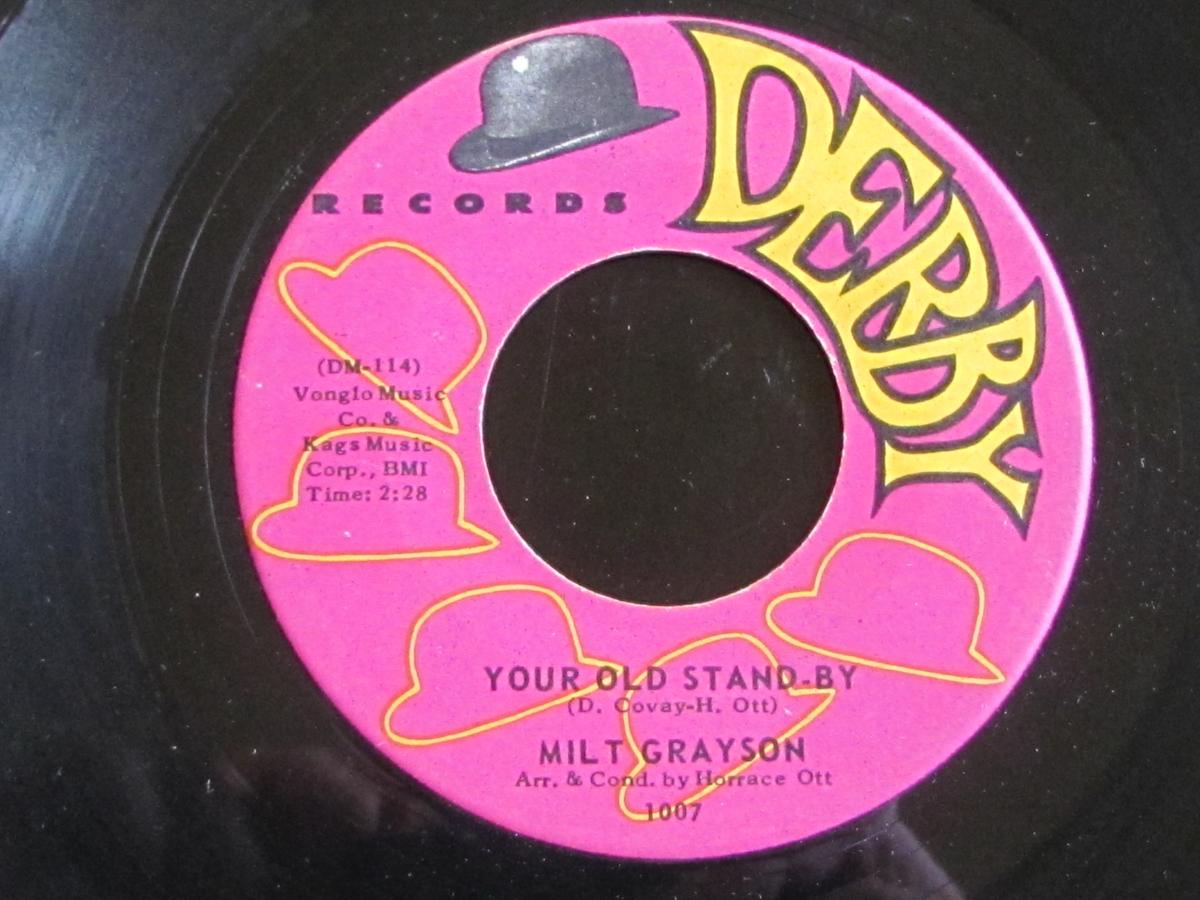 DERBY
RECORDS
(DM-114)
Vonglo Music
Co. &
Kags Music
Corp., BMI
Time: 2:28
YOUR OLD STAND-BY
(D. Covay-H. Ott)
MILT GRAYSON
Arr. & Cond. by Horrace Ott
1007